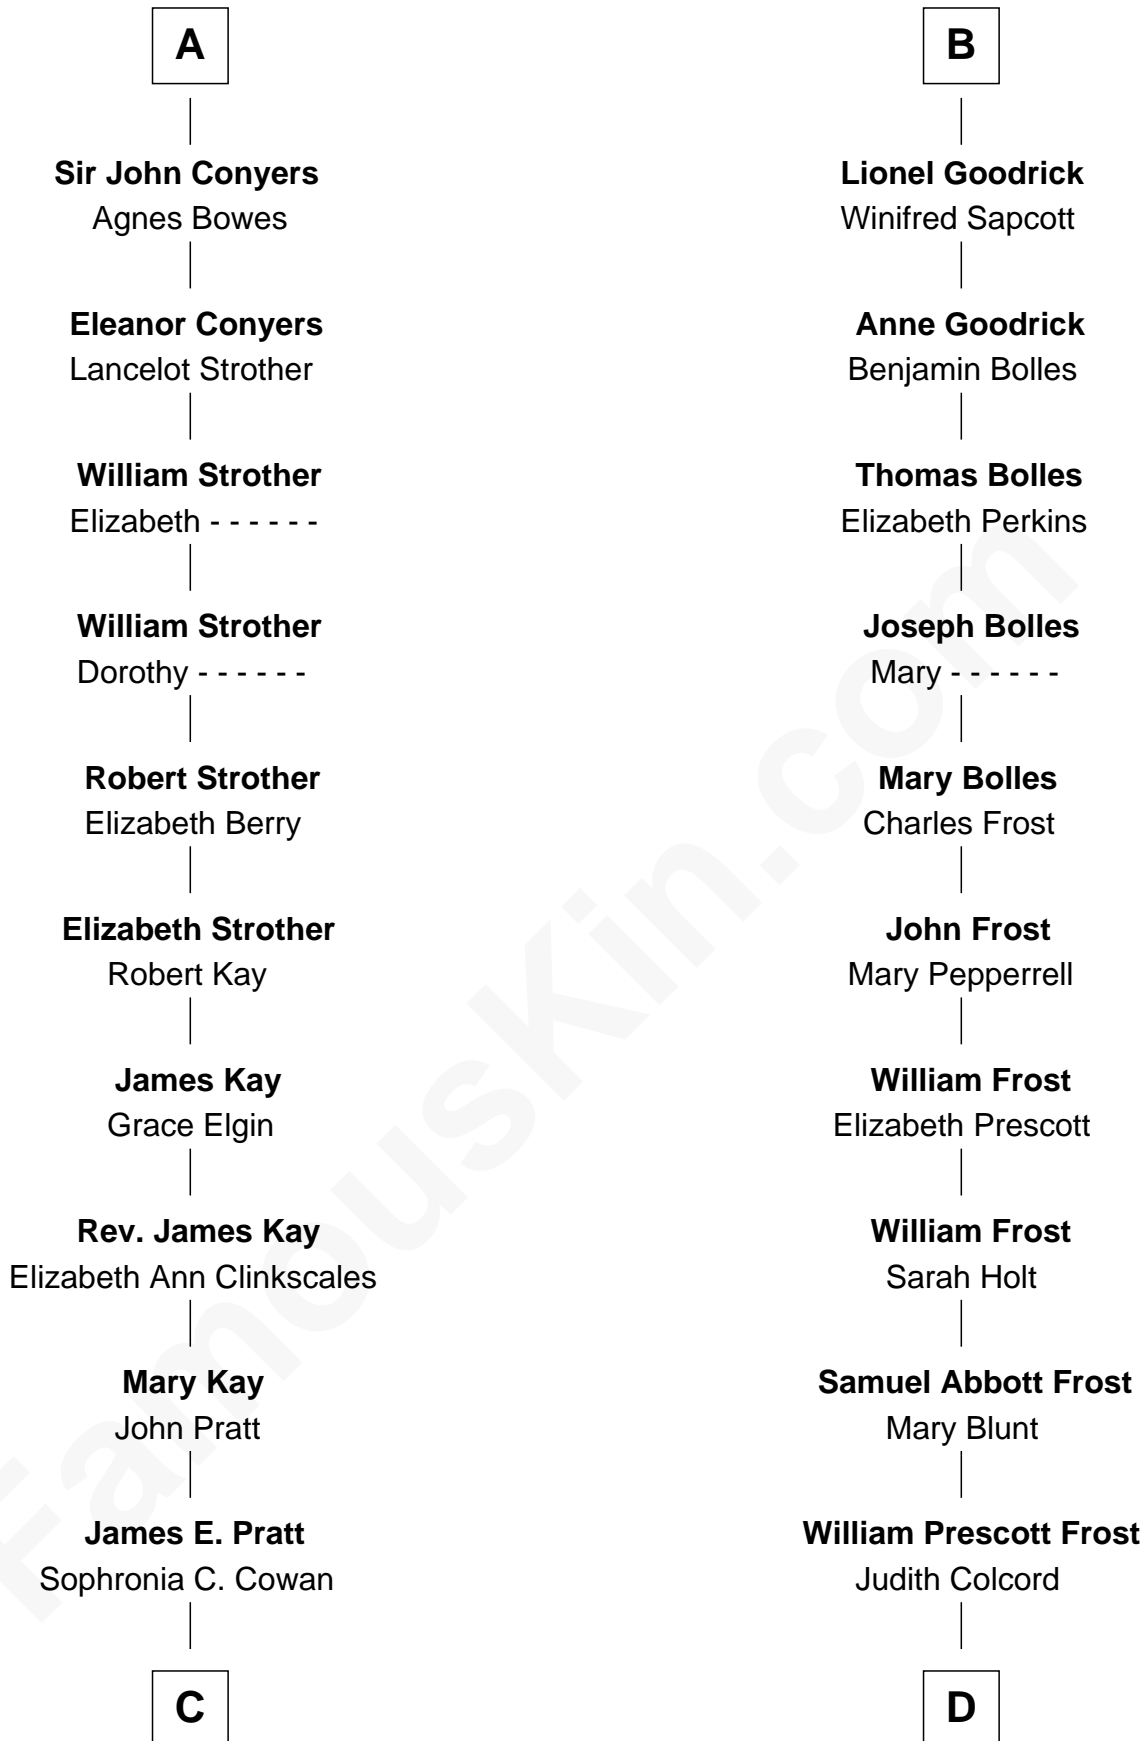 A
Sir John Conyers
Agnes Bowes
Eleanor Conyers
Lancelot Strother
William Strother
Elizabeth - - - - - -
William Strother
Dorothy - - - - - -
Robert Strother
Elizabeth Berry
Elizabeth Strother
Robert Kay
James Kay
Grace Elgin
Rev. James Kay
Elizabeth Ann Clinkscales
Mary Kay
John Pratt
James E. Pratt
Sophronia C. Cowan
C
B
Lionel Goodrick
Winifred Sapcott
Anne Goodrick
Benjamin Bolles
Thomas Bolles
Elizabeth Perkins
Joseph Bolles
Mary - - - - - -
Mary Bolles
Charles Frost
John Frost
Mary Pepperrell
William Frost
Elizabeth Prescott
William Frost
Sarah Holt
Samuel Abbott Frost
Mary Blunt
William Prescott Frost
Judith Colcord
D
FamousKin.com